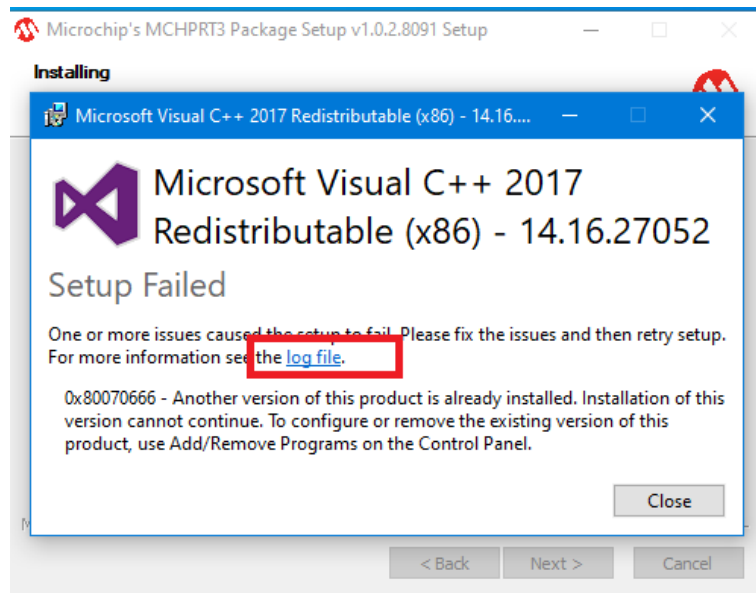 Microchip's MCHPRT3 Package Setup v1.0.2.8091 Setup
Installing
Microsoft Visual C++ 2017 Redistributable (x86) - 14.16....
Microsoft Visual C++ 2017
Redistributable (x86) - 14.16.27052
Setup Failed
One or more issues caused the setup to fail. Please fix the issues and then retry setup.
For more information see the log file.
0x80070666 - Another version of this product is already installed. Installation of this
version cannot continue. To configure or remove the existing version of this
product, use Add/Remove Programs on the Control Panel.
Close
< Back
Next >
Cancel